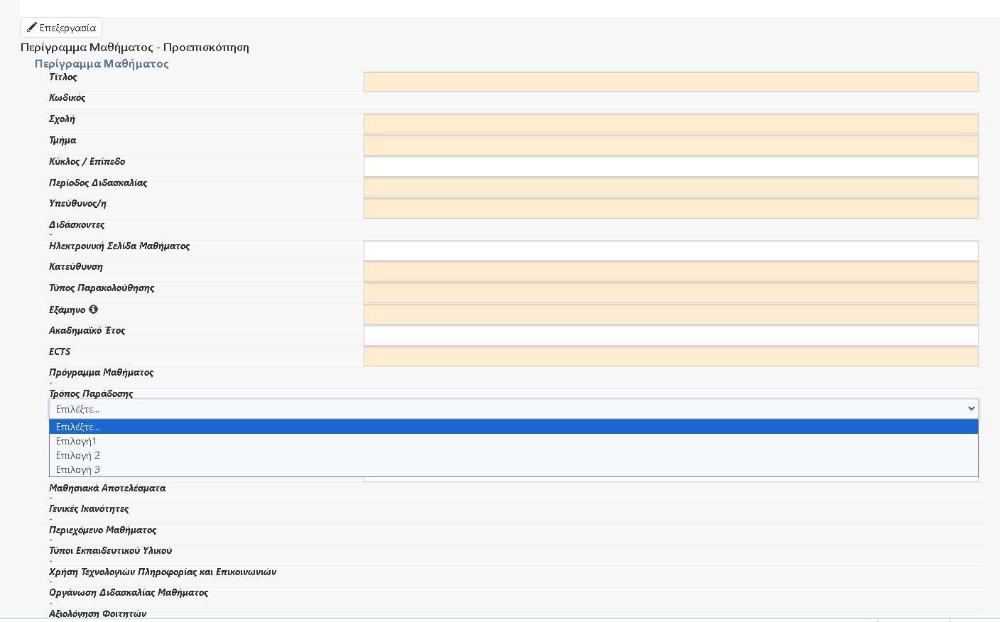 Επεξεργασία
Περίγραμμα Μαθήματος - Προεπισκόπηση
Περίγραμμα Μαθήματος
Τίτλος
Κωδικός
Σχολή
Τμήμα
Κύκλος / Επίπεδο
Περίοδος Διδασκαλίας
Υπεύθυνος/η
Διδάσκοντες
-
Ηλεκτρονική Σελίδα Μαθήματος
Κατεύθυνση
Τύπος Παρακολούθησης
Εξάμηνο
Ακαδημαϊκό Έτος
ECTS
Πρόγραμμα Μαθήματος
-
Τρόπος Παράδοσης
Επιλέξτε...
Επιλέξτε...
Επιλογή1
Επιλογή 2
Επιλογή 3
Μαθησιακά Αποτελέσματα
-
Γενικές Ικανότητες
-
Περιεχόμενο Μαθήματος
-
Τύποι Εκπαιδευτικού Υλικού
-
Χρήση Τεχνολογιών Πληροφορίας και Επικοινωνιών
-
Οργάνωση Διδασκαλίας Μαθήματος
-
Αξιολόγηση Φοιτητών